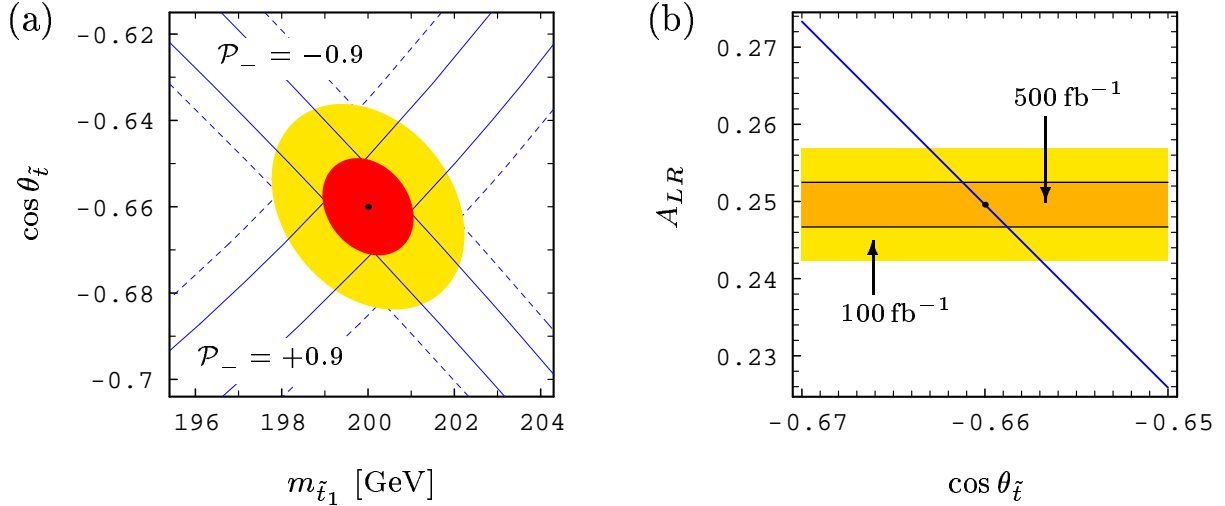 (a)
-0.62
-0.64
-0.66
-0.68
-0.7
cos θ_t̃
𝒫_− = −0.9
𝒫_− = +0.9
196 198 200 202 204
m_t̃₁ [GeV]
(b)
0.27
0.26
0.25
0.24
0.23
A_LR
500 fb⁻¹
100 fb⁻¹
-0.67 -0.66 -0.65
cos θ_t̃